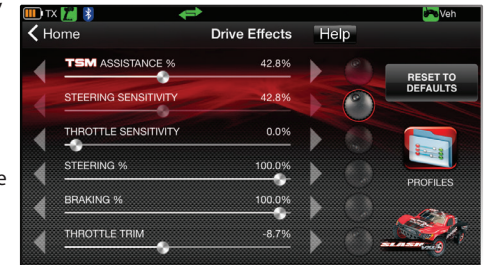 TX
Veh
Home
Drive Effects
Help
TSM ASSISTANCE % 42.8%
STEERING SENSITIVITY 42.8%
THROTTLE SENSITIVITY 0.0%
STEERING % 100.0%
BRAKING % 100.0%
THROTTLE TRIM -8.7%
RESET TO
DEFAULTS
PROFILES
SLASH
e